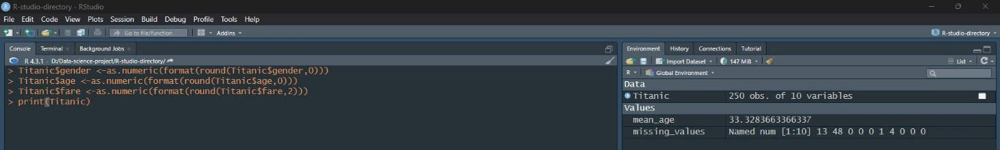 R-studio-directory - RStudio
File Edit Code View Plots Session Build Debug Profile Tools Help
Go to file/function Addins R-studio-directory
Console Terminal Background Jobs
R 4.3.1 · D:/Data-science-project/R-studio-directory/
> Titanic$gender <-as.numeric(format(round(Titanic$gender,0)))
> Titanic$age <-as.numeric(format(round(Titanic$age,0)))
> Titanic$fare <-as.numeric(format(round(Titanic$fare,2)))
> print(Titanic)
Environment History Connections Tutorial
Import Dataset 147 MiB List
R Global Environment
Data
Titanic 250 obs. of 10 variables
Values
mean_age 33.3283663366337
missing_values Named num [1:10] 13 48 0 0 0 1 4 0 0 0